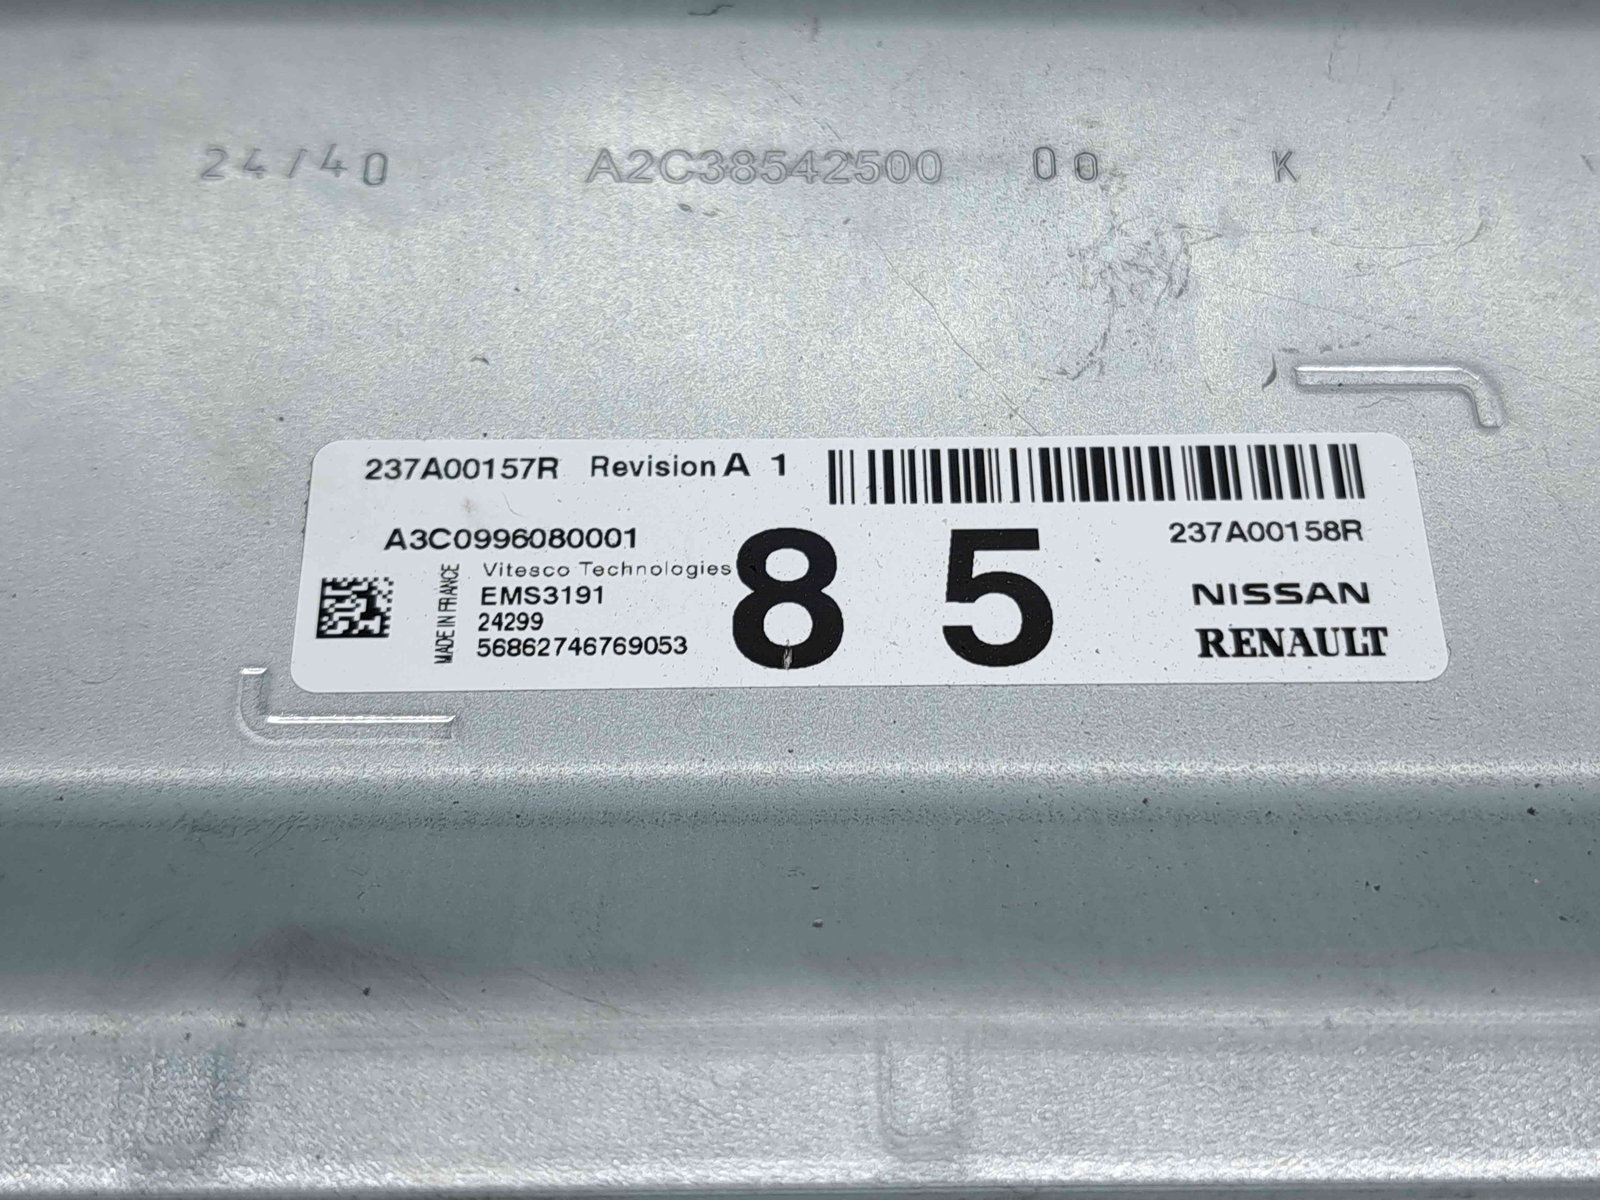 24/40 A2C38542500 00 K
237A00157R Revision A 1
A3C0996080001
237A00158R
MADE IN FRANCE
Vitesco Technologies
EMS3191
24299
56862746769053
8 5
NISSAN
RENAULT